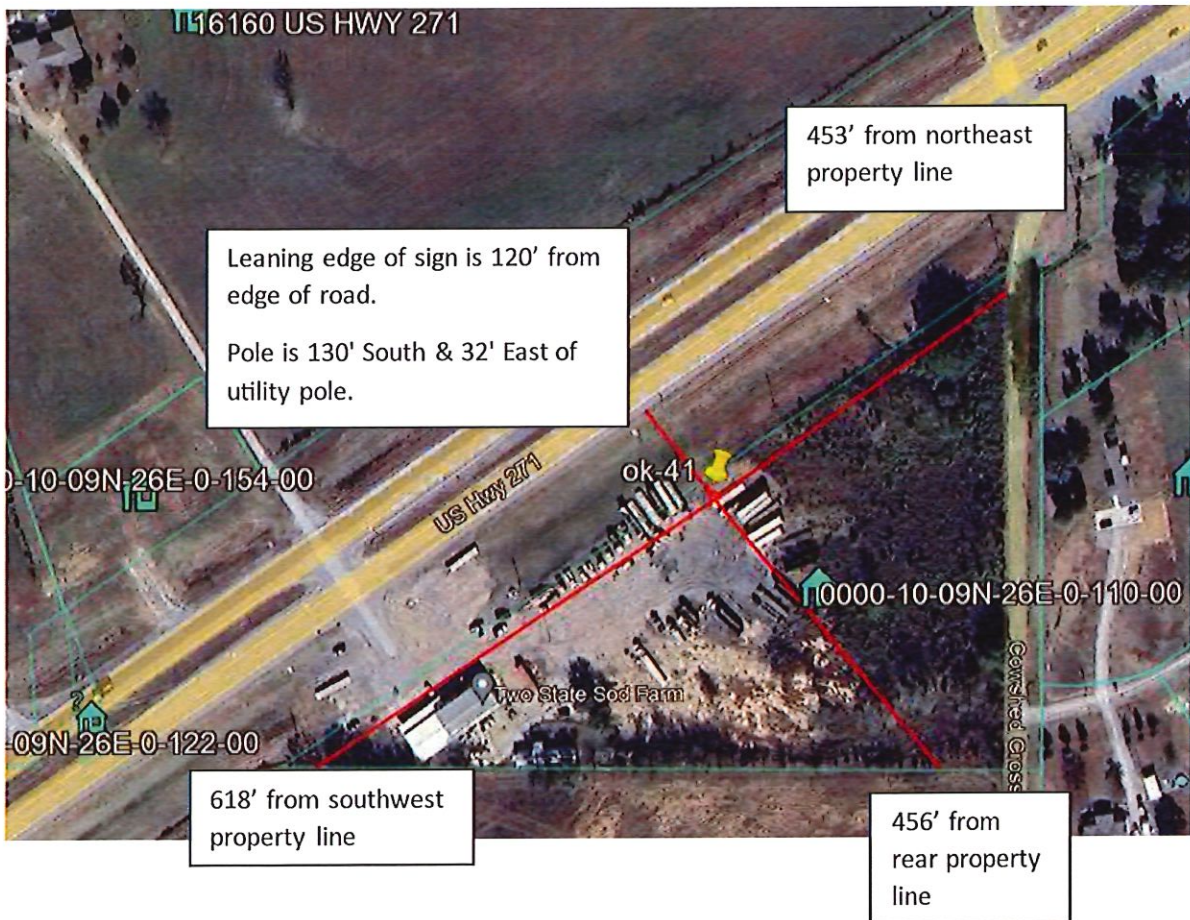 16160 US HWY 271
453' from northeast
property line
Leaning edge of sign is 120' from
edge of road.
Pole is 130' South & 32' East of
utility pole.
ok-41
0-10-09N-26E-0-154-00
US Hwy 271
0000-10-09N-26E-0-110-00
Two State Sod Farm
Cowshed Cross
2
-09N-26E-0-122-00
618' from southwest
property line
456' from
rear property
line